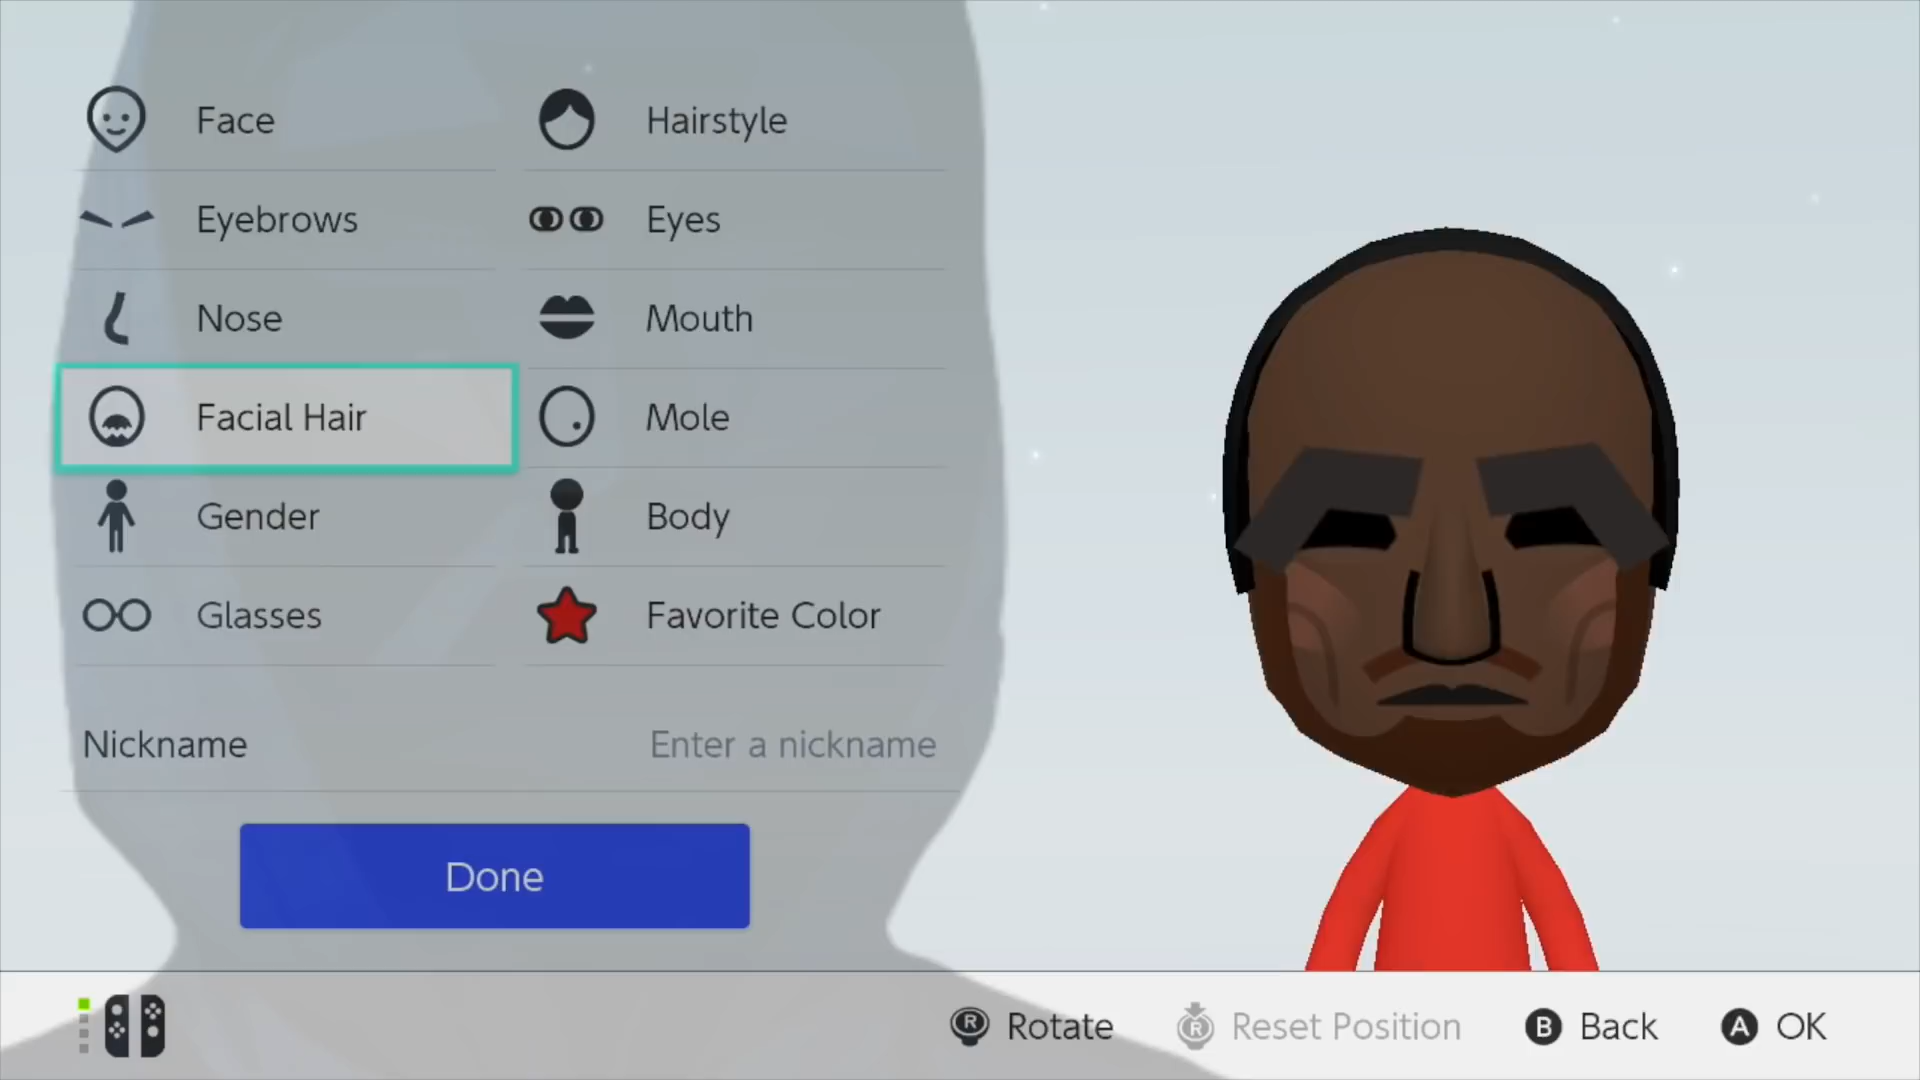 Face
Hairstyle
Eyebrows
Eyes
Nose
Mouth
Facial Hair
Mole
Gender
Body
Glasses
Favorite Color
Nickname
Enter a nickname
Done
R Rotate
R Reset Position
B Back
A OK